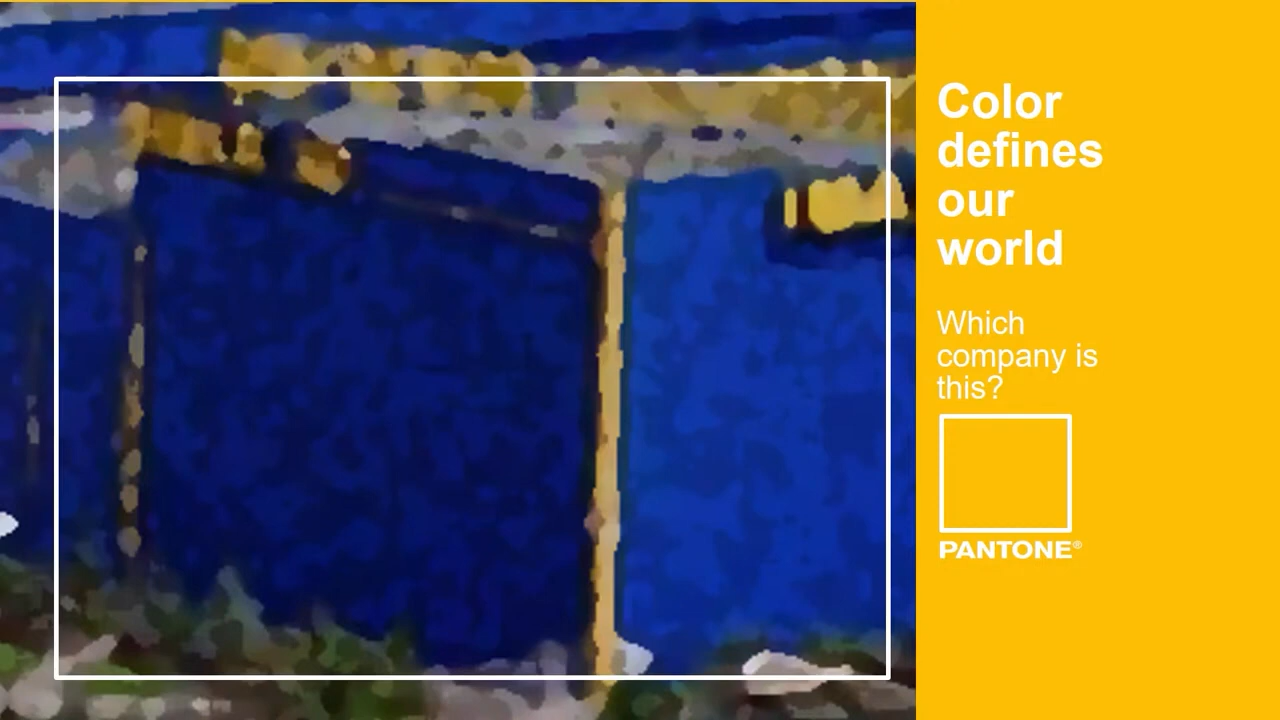 Color
defines
our
world
Which
company is
this?
PANTONE®